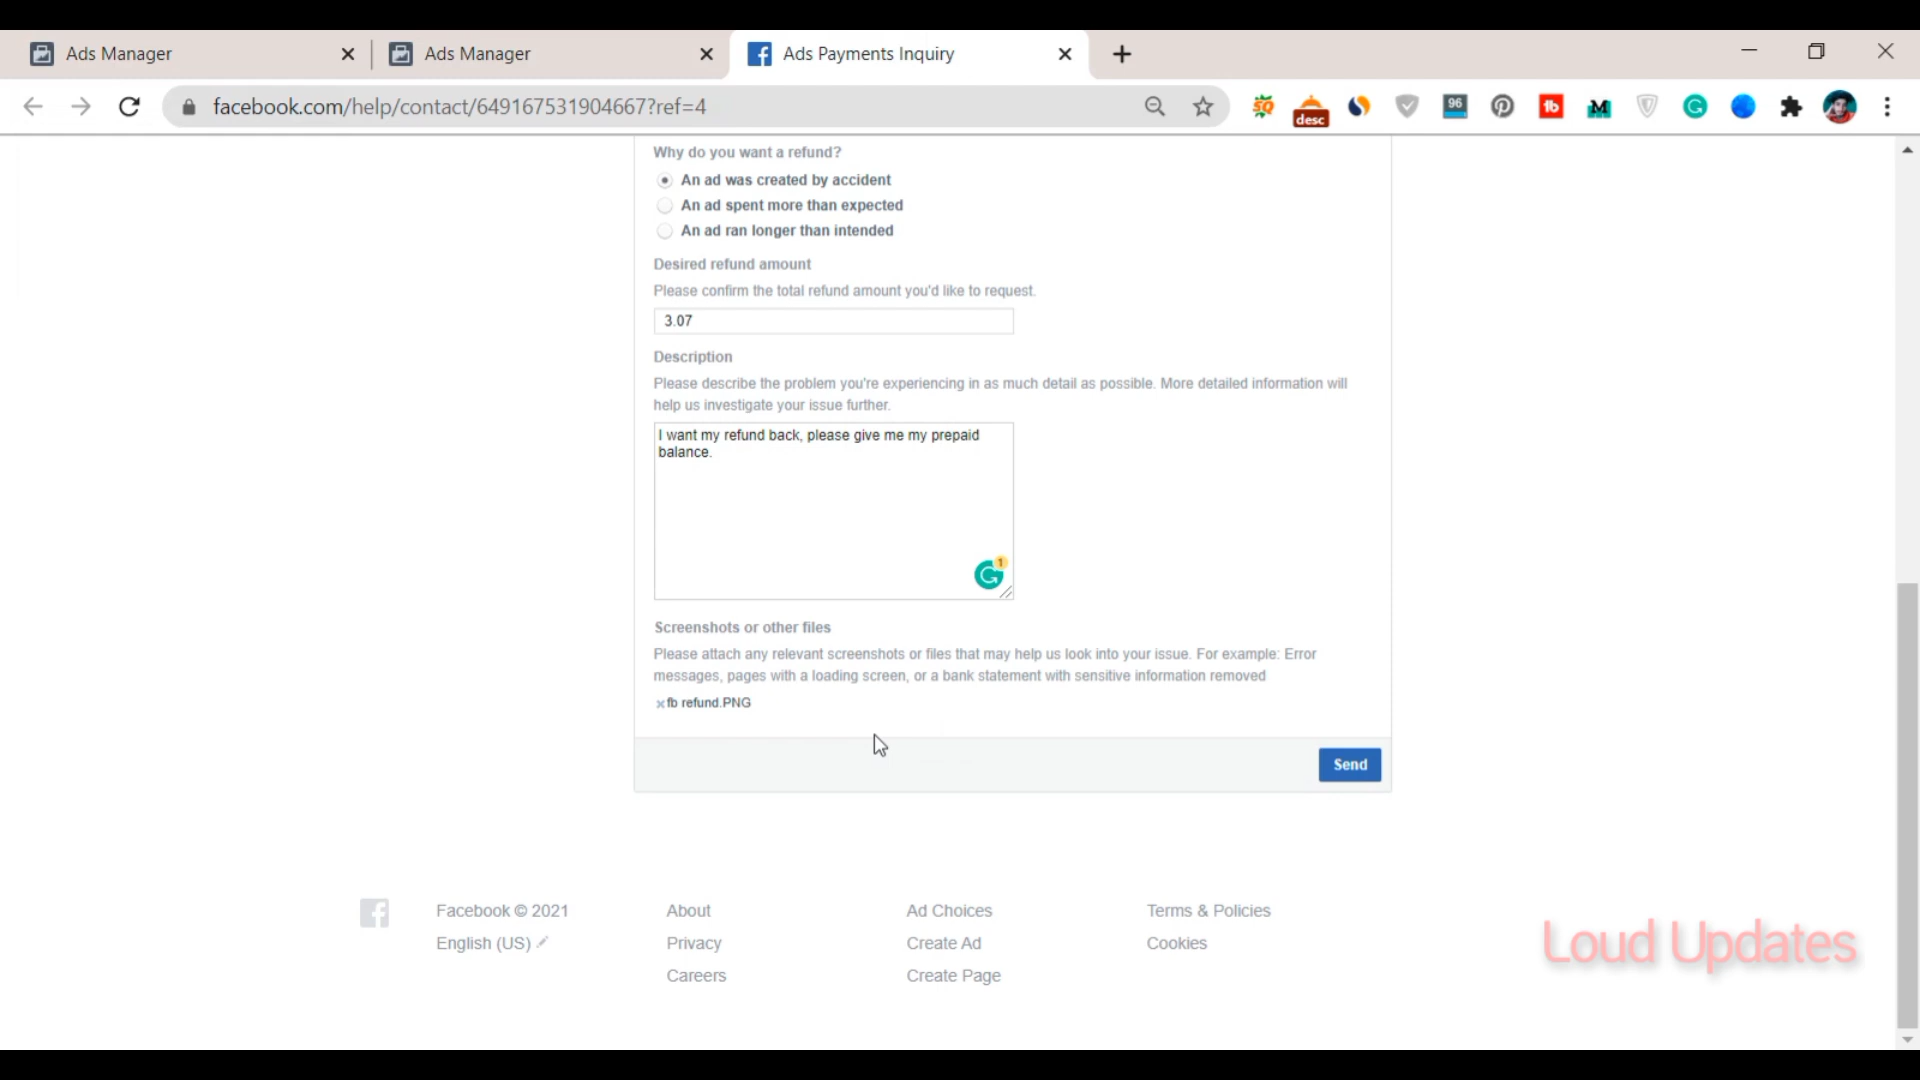 Ads Manager
Ads Manager
Ads Payments Inquiry
facebook.com/help/contact/649167531904667?ref=4
SQ
desc
96
1b
M
Why do you want a refund?
An ad was created by accident
An ad spent more than expected
An ad ran longer than intended
Desired refund amount
Please confirm the total refund amount you'd like to request.
3.07
Description
Please describe the problem you're experiencing in as much detail as possible. More detailed information will
help us investigate your issue further.
I want my refund back, please give me my prepaid
balance.
1
Screenshots or other files
Please attach any relevant screenshots or files that may help us look into your issue. For example: Error
messages, pages with a loading screen, or a bank statement with sensitive information removed
fb refund.PNG
Send
Facebook © 2021
English (US)
About
Privacy
Careers
Ad Choices
Create Ad
Create Page
Terms & Policies
Cookies
Loud Updates